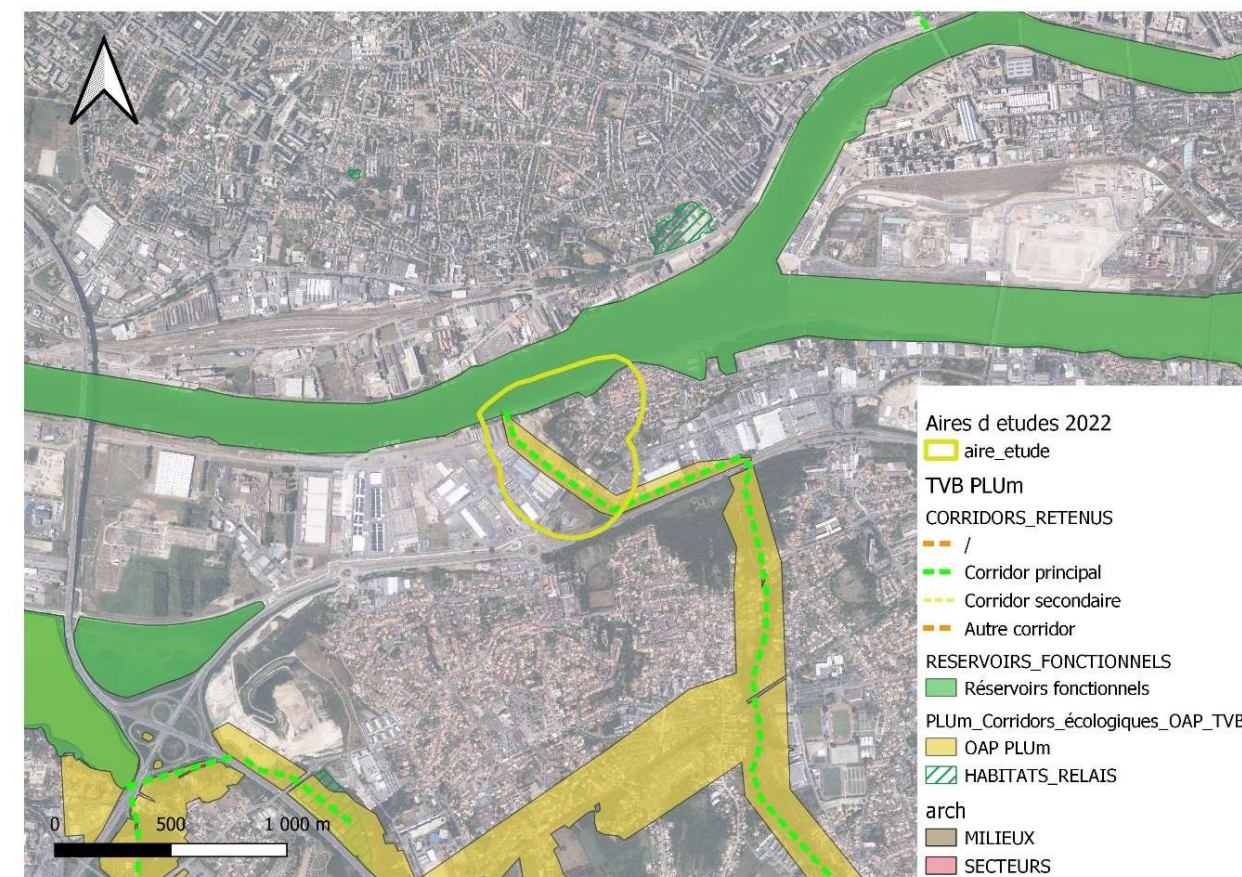 Aires d etudes 2022
aire_etude
TVB PLUm
CORRIDORS_RETENUS
/
Corridor principal
Corridor secondaire
Autre corridor
RESERVOIRS_FONCTIONNELS
Réservoirs fonctionnels
PLUm_Corridors_écologiques_OAP_TVB
OAP PLUm
HABITATS_RELAIS
arch
MILIEUX
SECTEURS
0 500 1 000 m